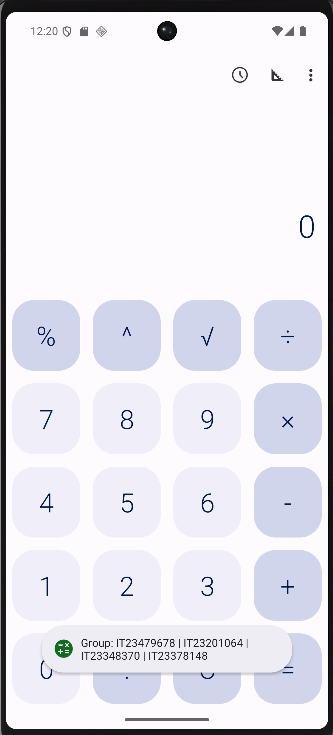 12:20
0
% ^ √ ÷
7 8 9 ×
4 5 6 -
1 2 3 +
Group: IT23479678 | IT23201064 |
IT23348370 | IT23378148
0 . =